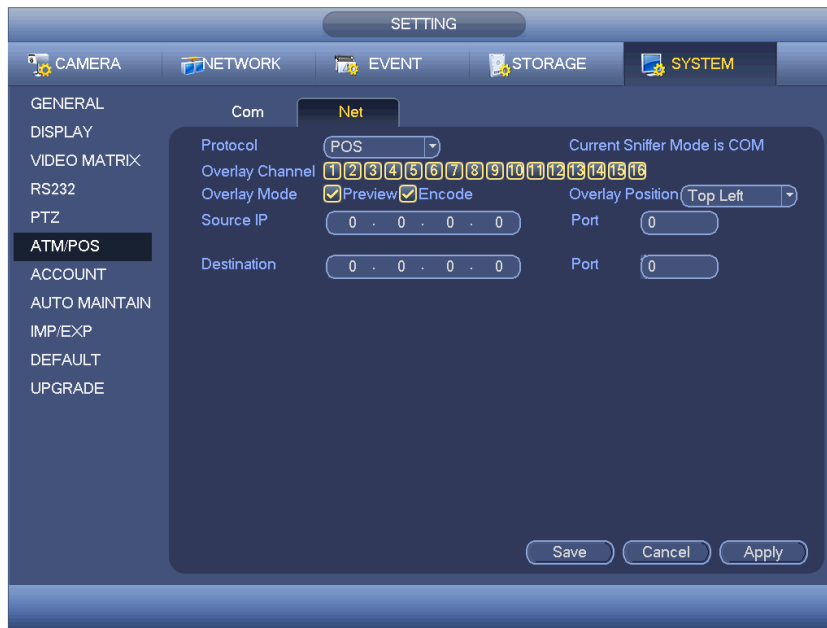 SETTING
CAMERA NETWORK EVENT STORAGE SYSTEM
GENERAL
DISPLAY
VIDEO MATRIX
RS232
PTZ
ATM/POS
ACCOUNT
AUTO MAINTAIN
IMP/EXP
DEFAULT
UPGRADE
Com Net
Protocol POS Current Sniffer Mode is COM
Overlay Channel 1 2 3 4 5 6 7 8 9 10 11 12 13 14 15 16
Overlay Mode Preview Encode Overlay Position Top Left
Source IP 0 . 0 . 0 . 0 Port 0
Destination 0 . 0 . 0 . 0 Port 0
Save Cancel Apply